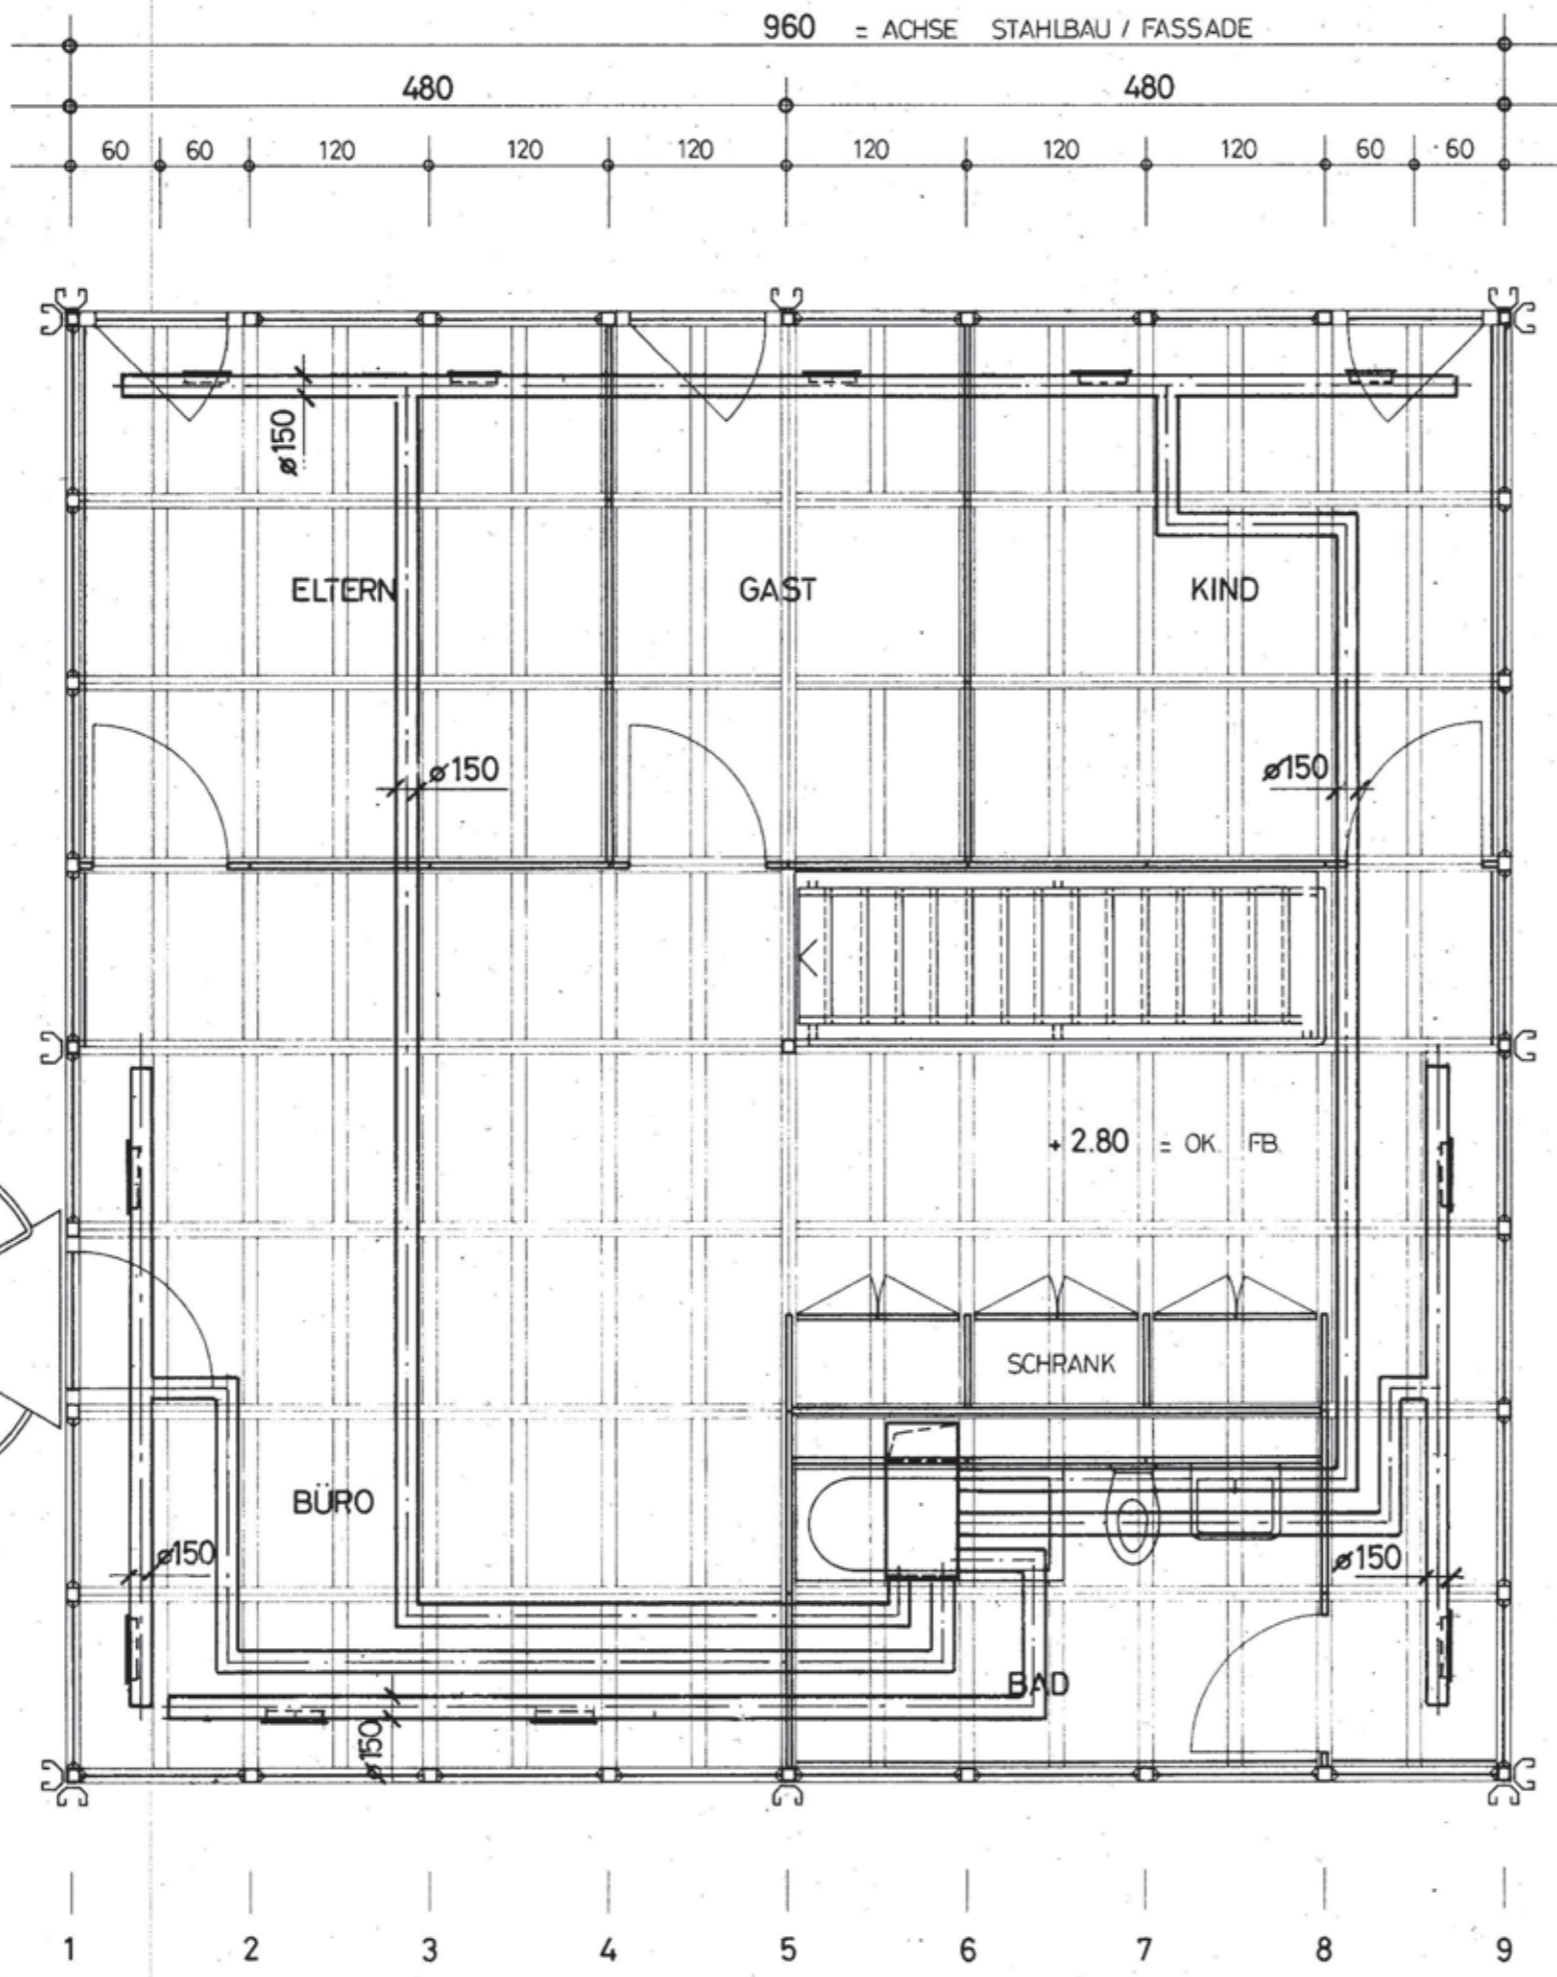 960 = ACHSE STAHLBAU / FASSADE
480 480
60 60 120 120 120 120 120 120 60 60
ø150
ELTERN GAST KIND
ø150 ø150
+ 2.80 = OK. FB.
SCHRANK
BÜRO
ø150 ø150
BAD
ø150
1 2 3 4 5 6 7 8 9